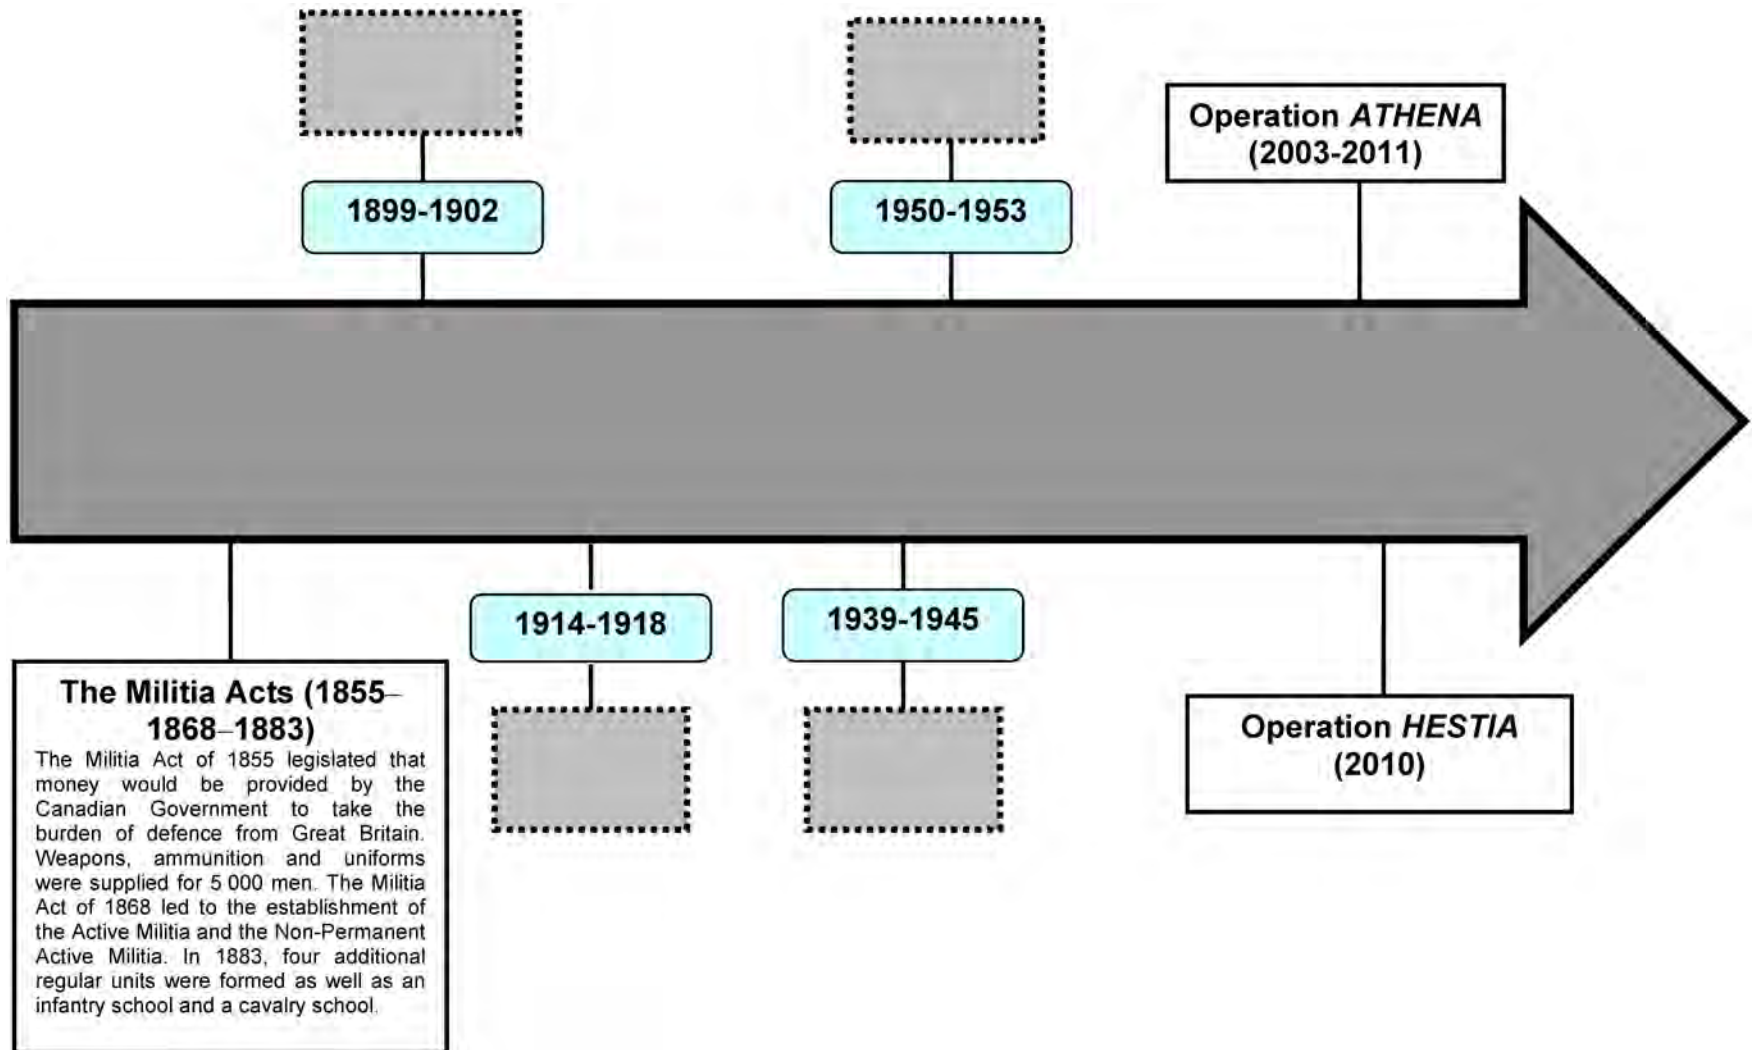 1899-1902
1950-1953
Operation ATHENA
(2003-2011)
1914-1918
1939-1945
The Militia Acts (1855–
1868–1883)
The Militia Act of 1855 legislated that
money would be provided by the
Canadian Government to take the
burden of defence from Great Britain.
Weapons, ammunition and uniforms
were supplied for 5 000 men. The Militia
Act of 1868 led to the establishment of
the Active Militia and the Non-Permanent
Active Militia. In 1883, four additional
regular units were formed as well as an
infantry school and a cavalry school.
Operation HESTIA
(2010)